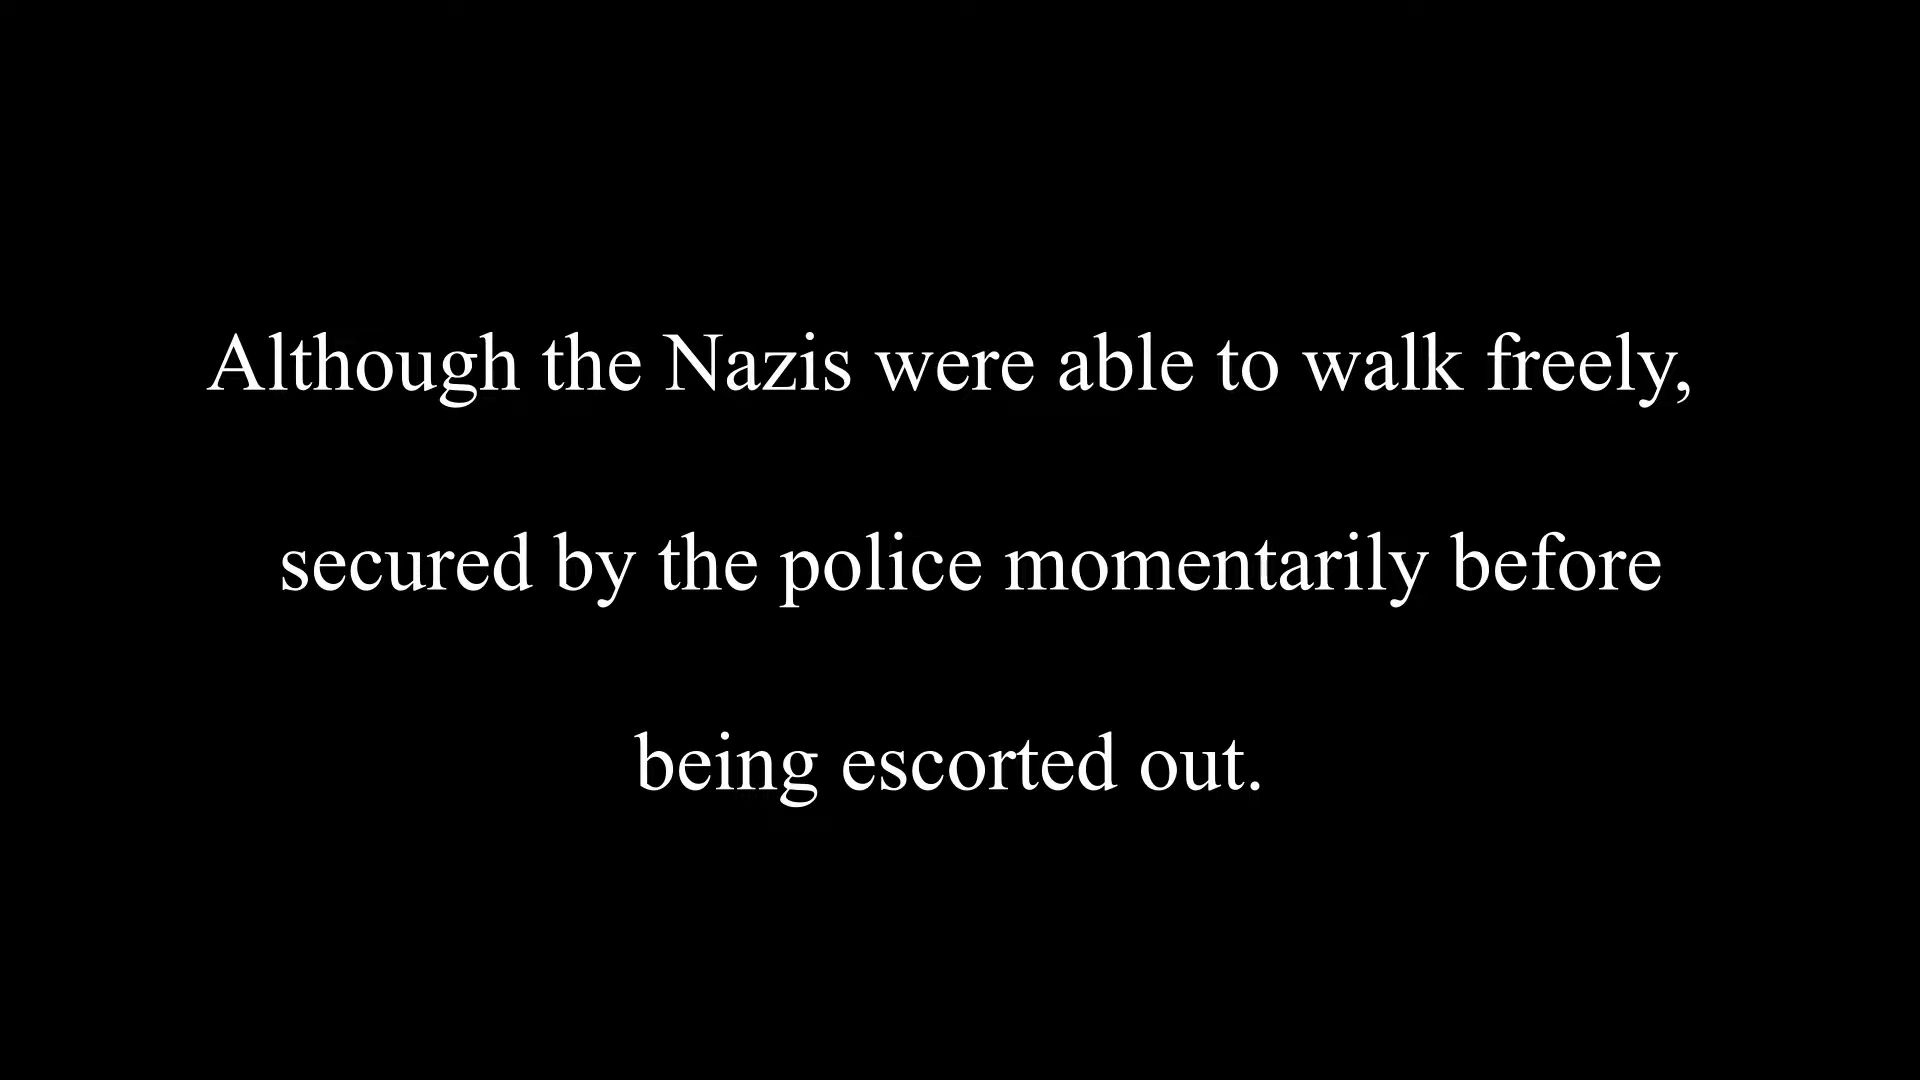 Although the Nazis were able to walk freely,
secured by the police momentarily before
being escorted out.